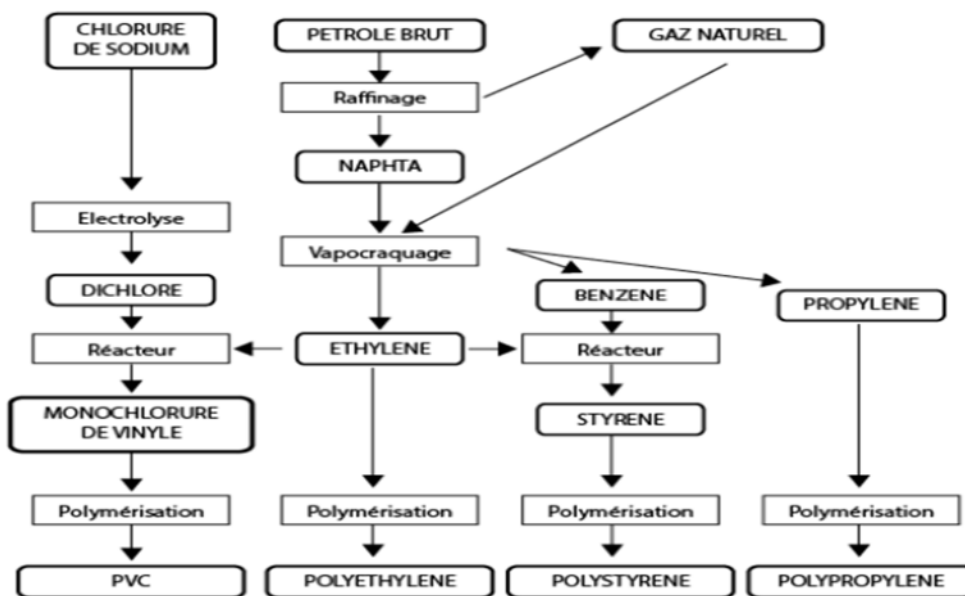 CHLORURE
DE SODIUM
PETROLE BRUT
GAZ NATUREL
Raffinage
NAPHTA
Electrolyse
Vapocraquage
DICHLORE
BENZENE
PROPYLENE
Réacteur
ETHYLENE
Réacteur
MONOCHLORURE
DE VINYLE
STYRENE
Polymérisation
Polymérisation
Polymérisation
Polymérisation
PVC
POLYETHYLENE
POLYSTYRENE
POLYPROPYLENE